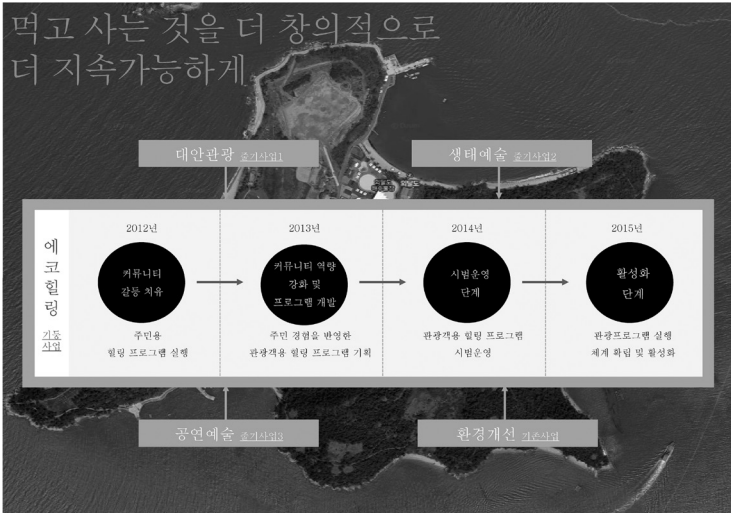 먹고 사는 것을 더 창의적으로
더 지속가능하게
대안관광 줄기사업1
생태예술 줄기사업2
에코힐링
기둥
사업
2012년
커뮤니티
갈등 치유
주민용
힐링 프로그램 실행
2013년
커뮤니티 역량
강화 및
프로그램 개발
주민 경험을 반영한
관광객용 힐링 프로그램 기획
2014년
시범운영
단계
관광객용 힐링 프로그램
시범운영
2015년
활성화
단계
관광프로그램 실행
체계 확립 및 활성화
공연예술 줄기사업3
환경개선 기존사업